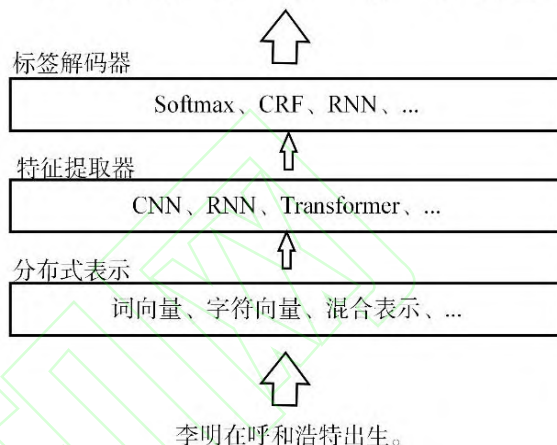 标签解码器
Softmax、CRF、RNN、...
特征提取器
CNN、RNN、Transformer、...
分布式表示
词向量、字符向量、混合表示、...
李明在呼和浩特出生。